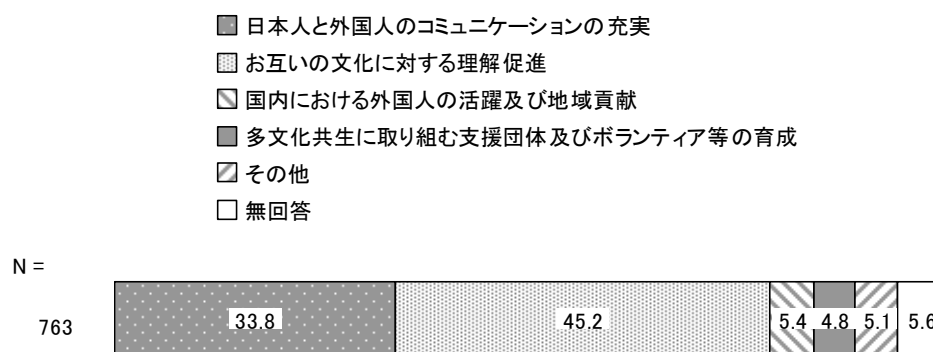 日本人と外国人のコミュニケーションの充実
お互いの文化に対する理解促進
国内における外国人の活躍及び地域貢献
多文化共生に取り組む支援団体及びボランティア等の育成
その他
無回答
N =
763 33.8 45.2 5.4 4.8 5.1 5.6